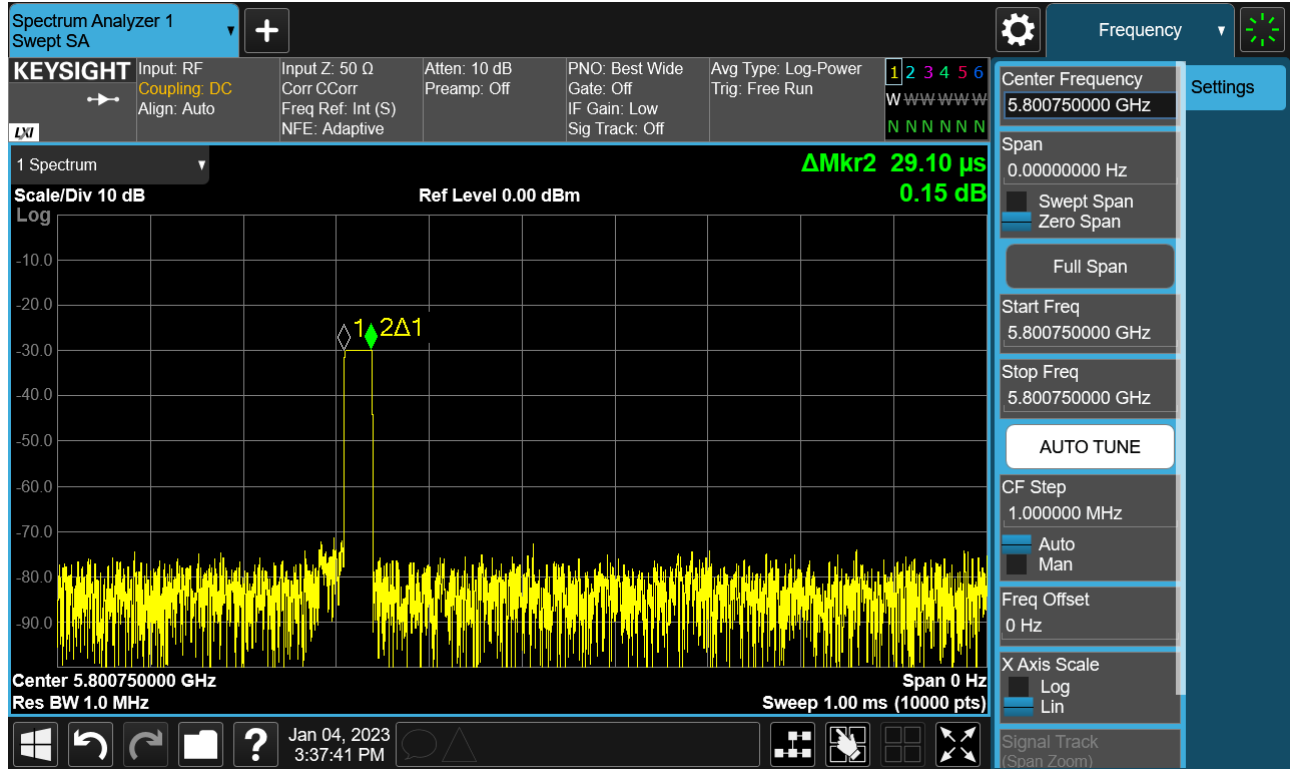 Spectrum Analyzer 1
Swept SA
Frequency
KEYSIGHT
LXI
Input: RF
Coupling: DC
Align: Auto
Input Z: 50 Ω
Corr CCorr
Freq Ref: Int (S)
NFE: Adaptive
Atten: 10 dB
Preamp: Off
PNO: Best Wide
Gate: Off
IF Gain: Low
Sig Track: Off
Avg Type: Log-Power
Trig: Free Run
1 2 3 4 5 6
W W W W W W
N N N N N N
1 Spectrum
ΔMkr2 29.10 µs
0.15 dB
Scale/Div 10 dB
Ref Level 0.00 dBm
Log
-10.0
-20.0
-30.0
-40.0
-50.0
-60.0
-70.0
-80.0
-90.0
1
2Δ1
Center 5.800750000 GHz
Span 0 Hz
Res BW 1.0 MHz
Sweep 1.00 ms (10000 pts)
?
Jan 04, 2023
3:37:41 PM
Center Frequency
5.800750000 GHz
Span
0.00000000 Hz
Swept Span
Zero Span
Full Span
Start Freq
5.800750000 GHz
Stop Freq
5.800750000 GHz
AUTO TUNE
CF Step
1.000000 MHz
Auto
Man
Freq Offset
0 Hz
X Axis Scale
Log
Lin
Signal Track
(Span Zoom)
Settings